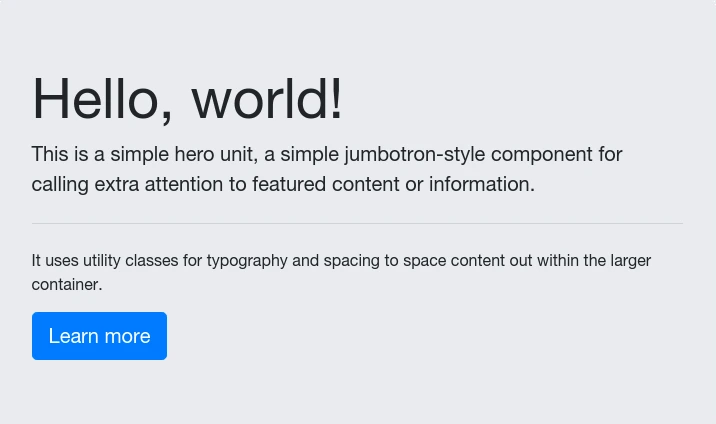 Hello, world!
This is a simple hero unit, a simple jumbotron-style component for
calling extra attention to featured content or information.
It uses utility classes for typography and spacing to space content out within the larger
container.
Learn more